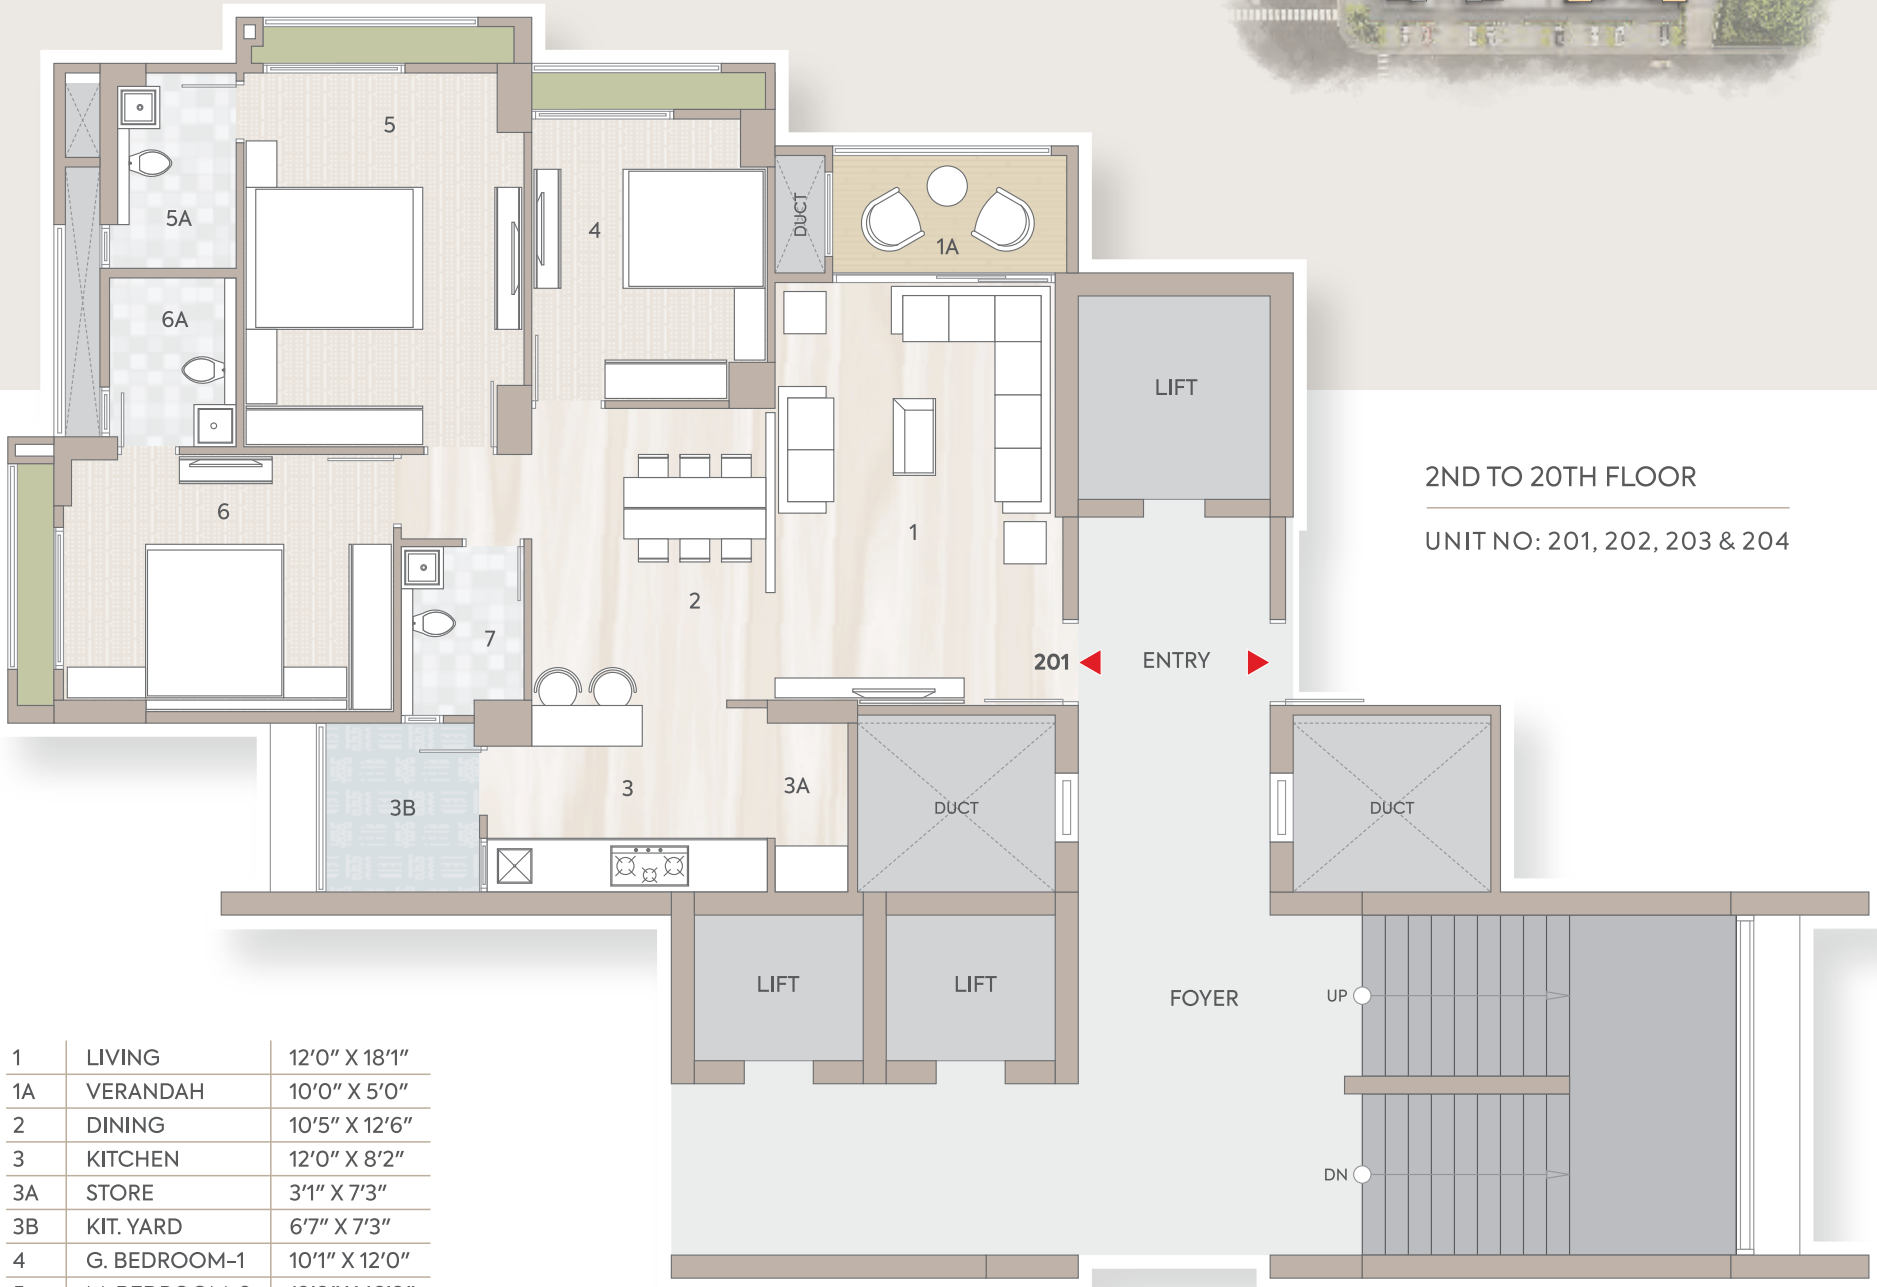 5
5A
4
DUCT
1A
6A
LIFT
2ND TO 20TH FLOOR
6
1
UNIT NO: 201, 202, 203 & 204
2
7
201
ENTRY
3
3A
3B
DUCT
DUCT
LIFT
LIFT
FOYER
UP
DN
1 LIVING 12'0" X 18'1"
1A VERANDAH 10'0" X 5'0"
2 DINING 10'5" X 12'6"
3 KITCHEN 12'0" X 8'2"
3A STORE 3'1" X 7'3"
3B KIT. YARD 6'7" X 7'3"
4 G. BEDROOM-1 10'1" X 12'0"